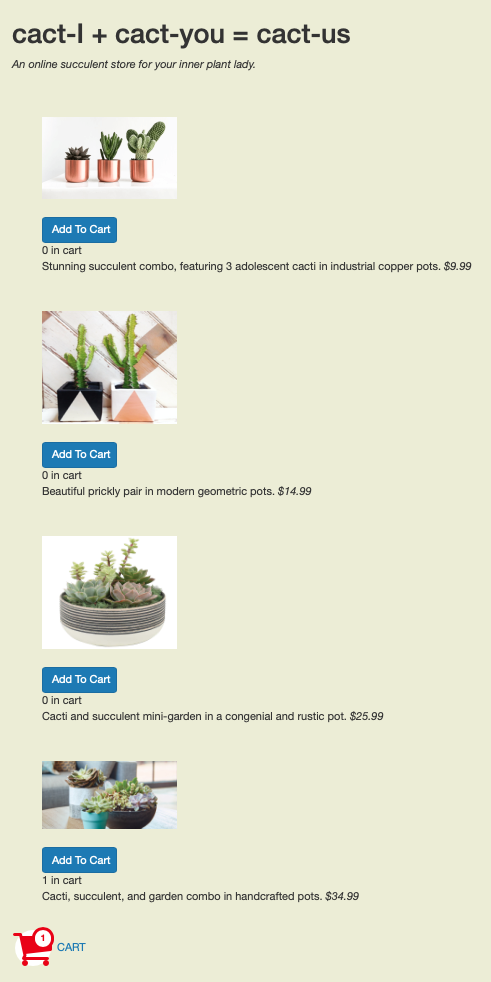 cact-I + cact-you = cact-us
An online succulent store for your inner plant lady.
Add To Cart
0 in cart
Stunning succulent combo, featuring 3 adolescent cacti in industrial copper pots. $9.99
Add To Cart
0 in cart
Beautiful prickly pair in modern geometric pots. $14.99
Add To Cart
0 in cart
Cacti and succulent mini-garden in a congenial and rustic pot. $25.99
Add To Cart
1 in cart
Cacti, succulent, and garden combo in handcrafted pots. $34.99
1
CART